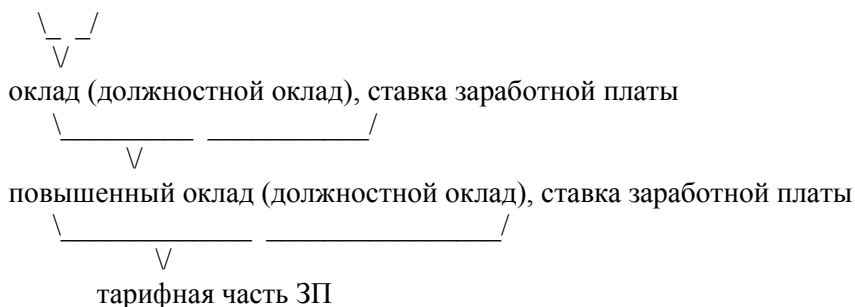 оклад (должностной оклад), ставка заработной платы
повышенный оклад (должностной оклад), ставка заработной платы
тарифная часть ЗП